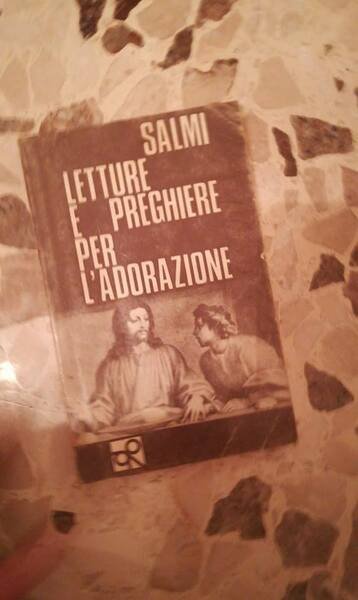 SALMI
LETTURE
E PREGHIERE
PER
L'ADORAZIONE